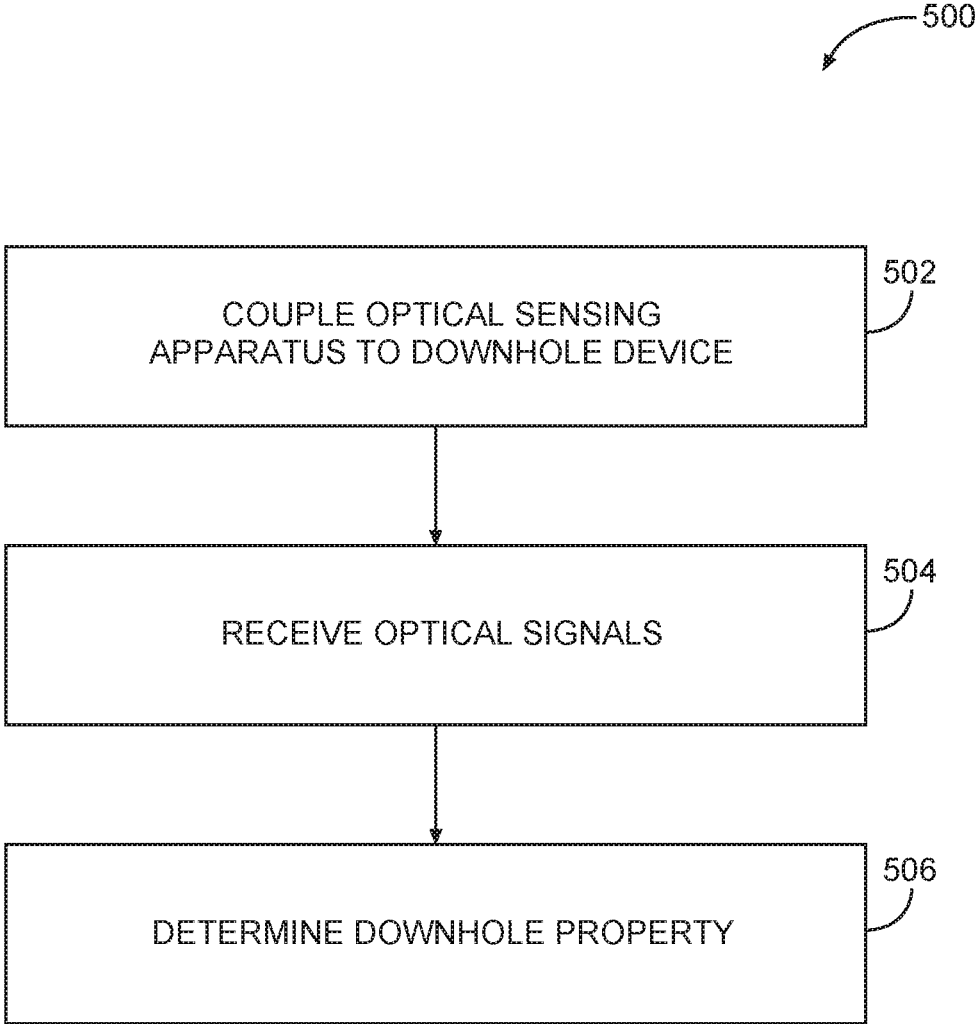 500
502
COUPLE OPTICAL SENSING
APPARATUS TO DOWNHOLE DEVICE
504
RECEIVE OPTICAL SIGNALS
506
DETERMINE DOWNHOLE PROPERTY